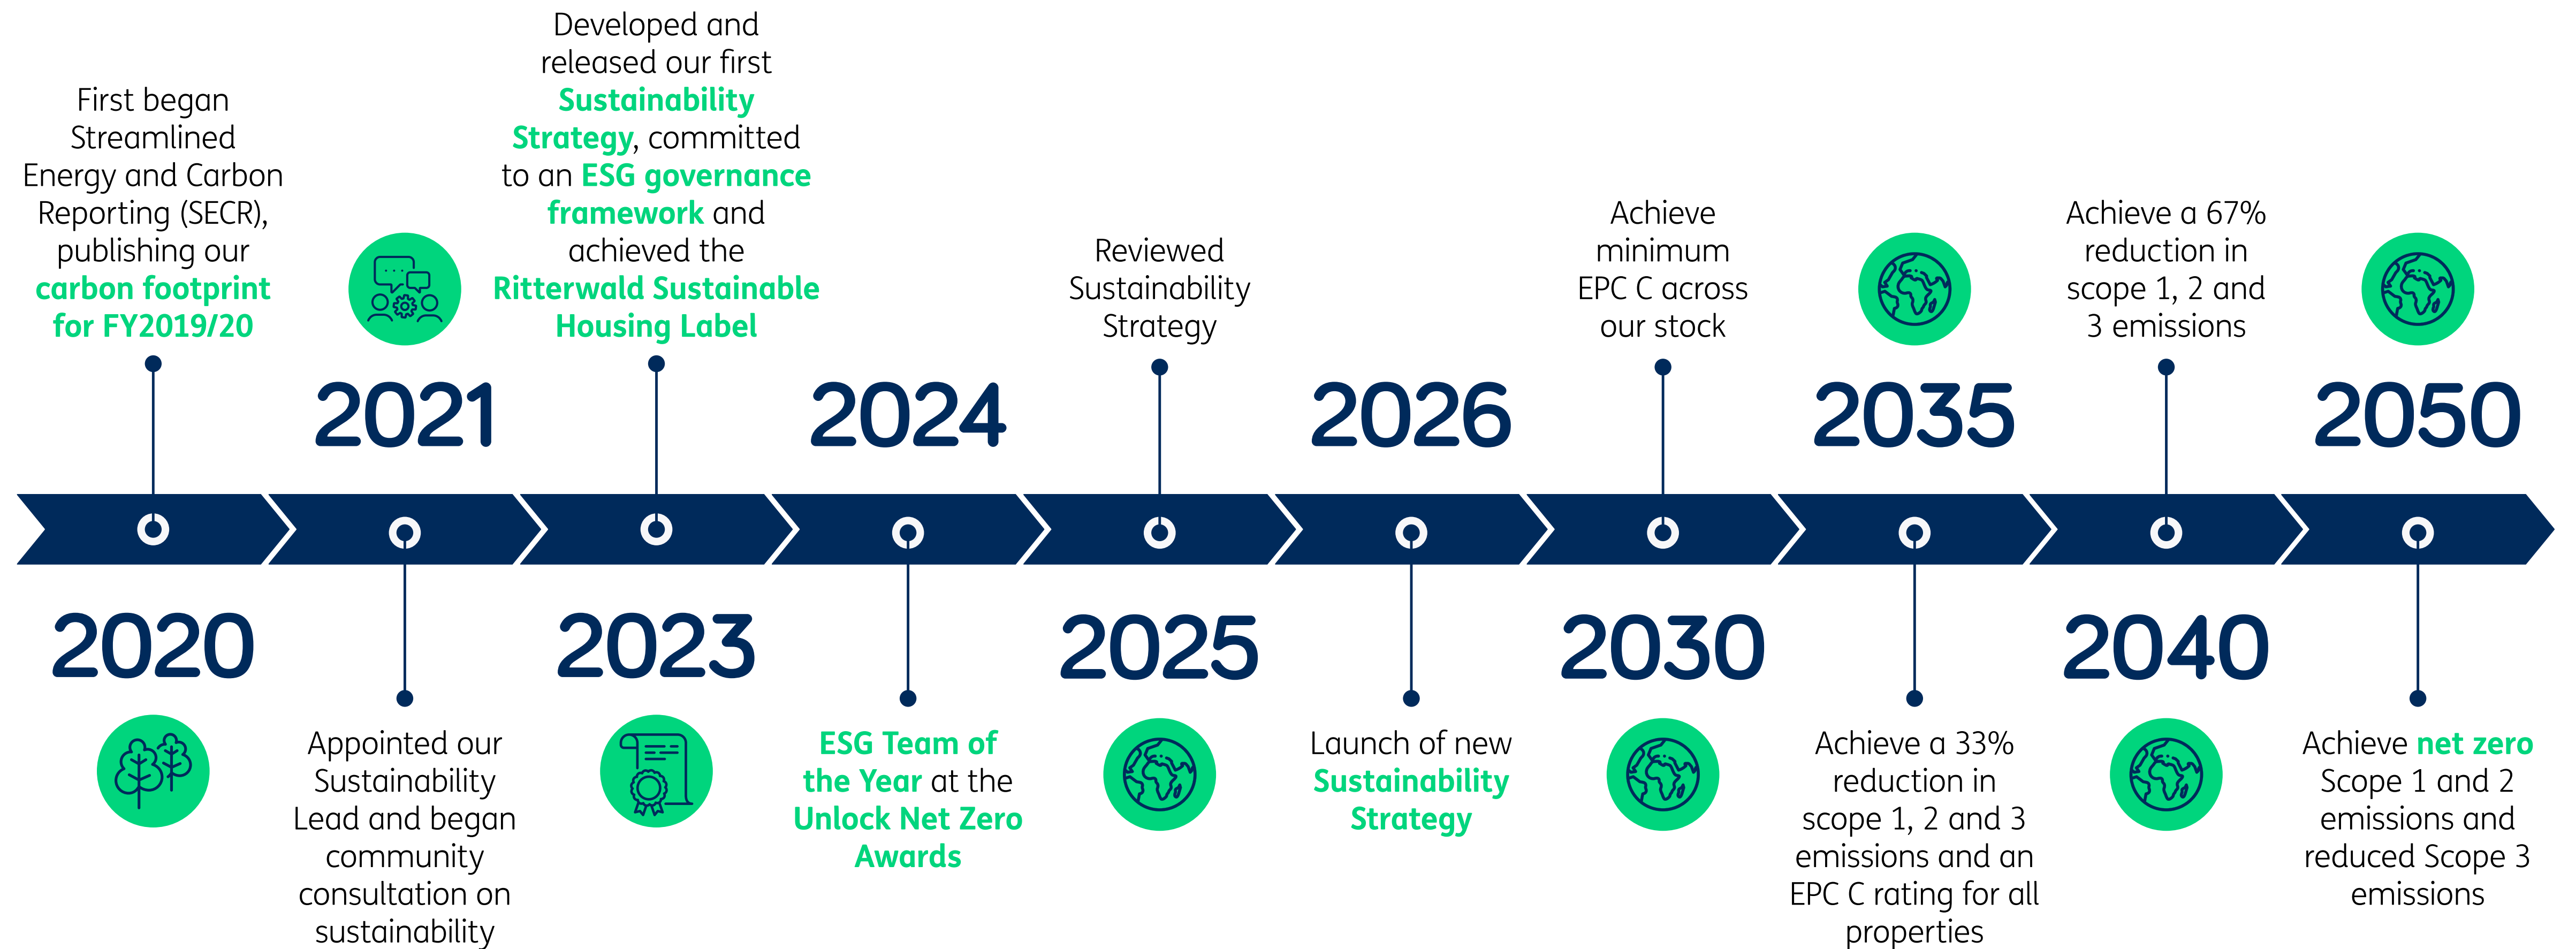 First began
Streamlined
Energy and Carbon
Reporting (SECR),
publishing our
carbon footprint
for FY2019/20
2020
2021
Appointed our
Sustainability
Lead and began
community
consultation on
sustainability
Developed and
released our first
Sustainability
Strategy, committed
to an ESG governance
framework and
achieved the
Ritterwald Sustainable
Housing Label
2023
2024
ESG Team of
the Year at the
Unlock Net Zero
Awards
Reviewed
Sustainability
Strategy
2025
2026
Launch of new
Sustainability
Strategy
Achieve
minimum
EPC C across
our stock
2030
2035
Achieve a 33%
reduction in
scope 1, 2 and 3
emissions and an
EPC C rating for all
properties
Achieve a 67%
reduction in
scope 1, 2 and
3 emissions
2040
2050
Achieve net zero
Scope 1 and 2
emissions and
reduced Scope 3
emissions